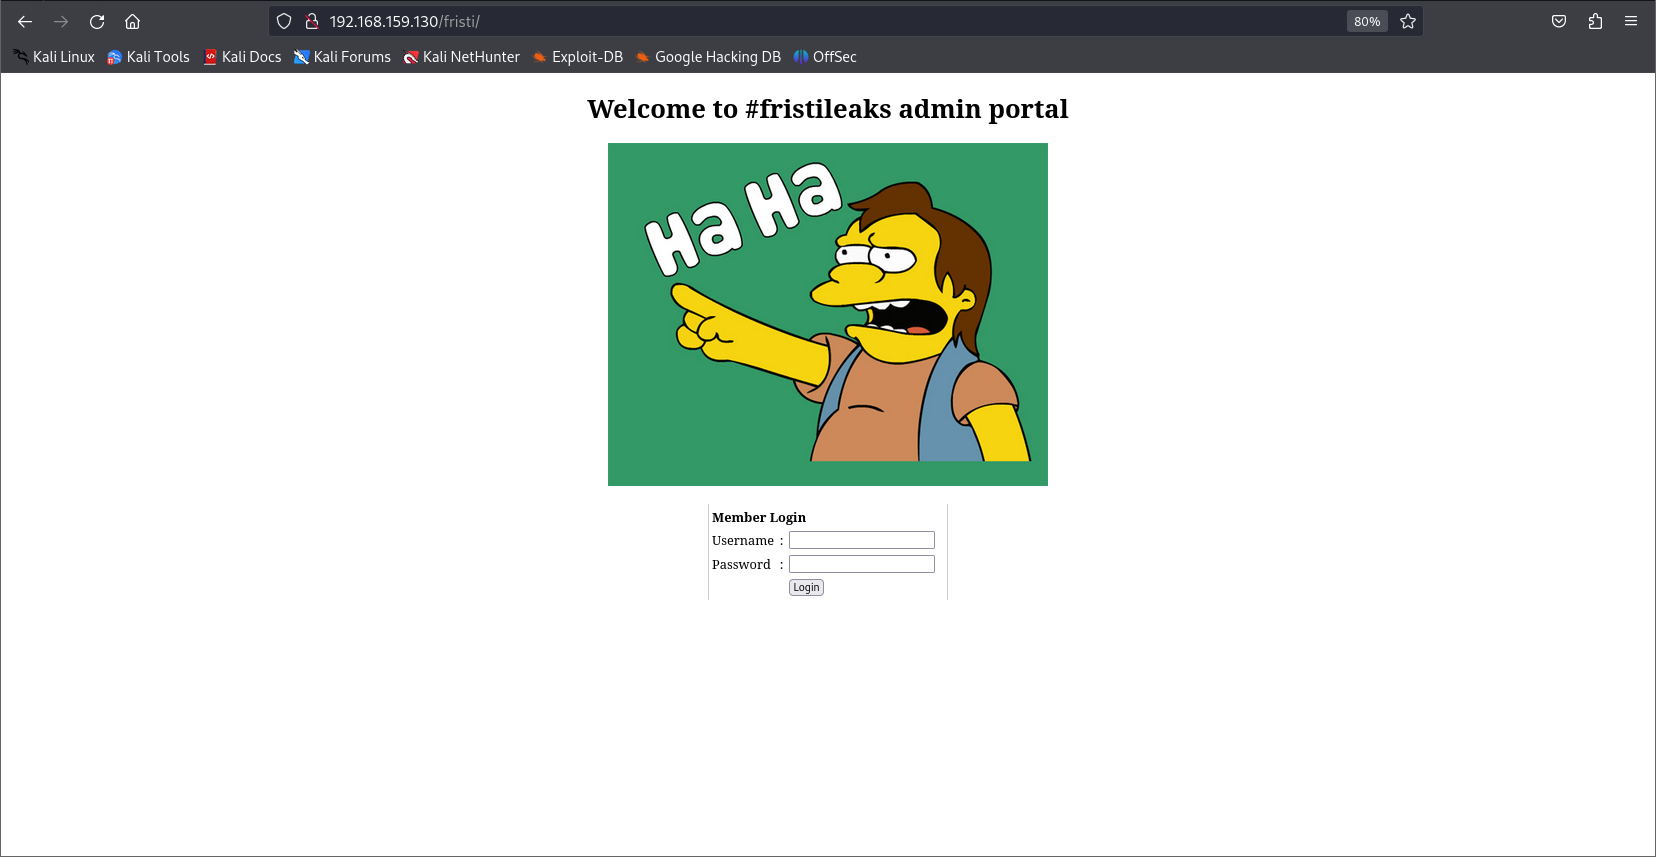 192.168.159.130/fristi/
80%
Kali Linux Kali Tools Kali Docs Kali Forums Kali NetHunter Exploit-DB Google Hacking DB OffSec
Welcome to #fristileaks admin portal
Ha Ha
Member Login
Username :
Password :
Login